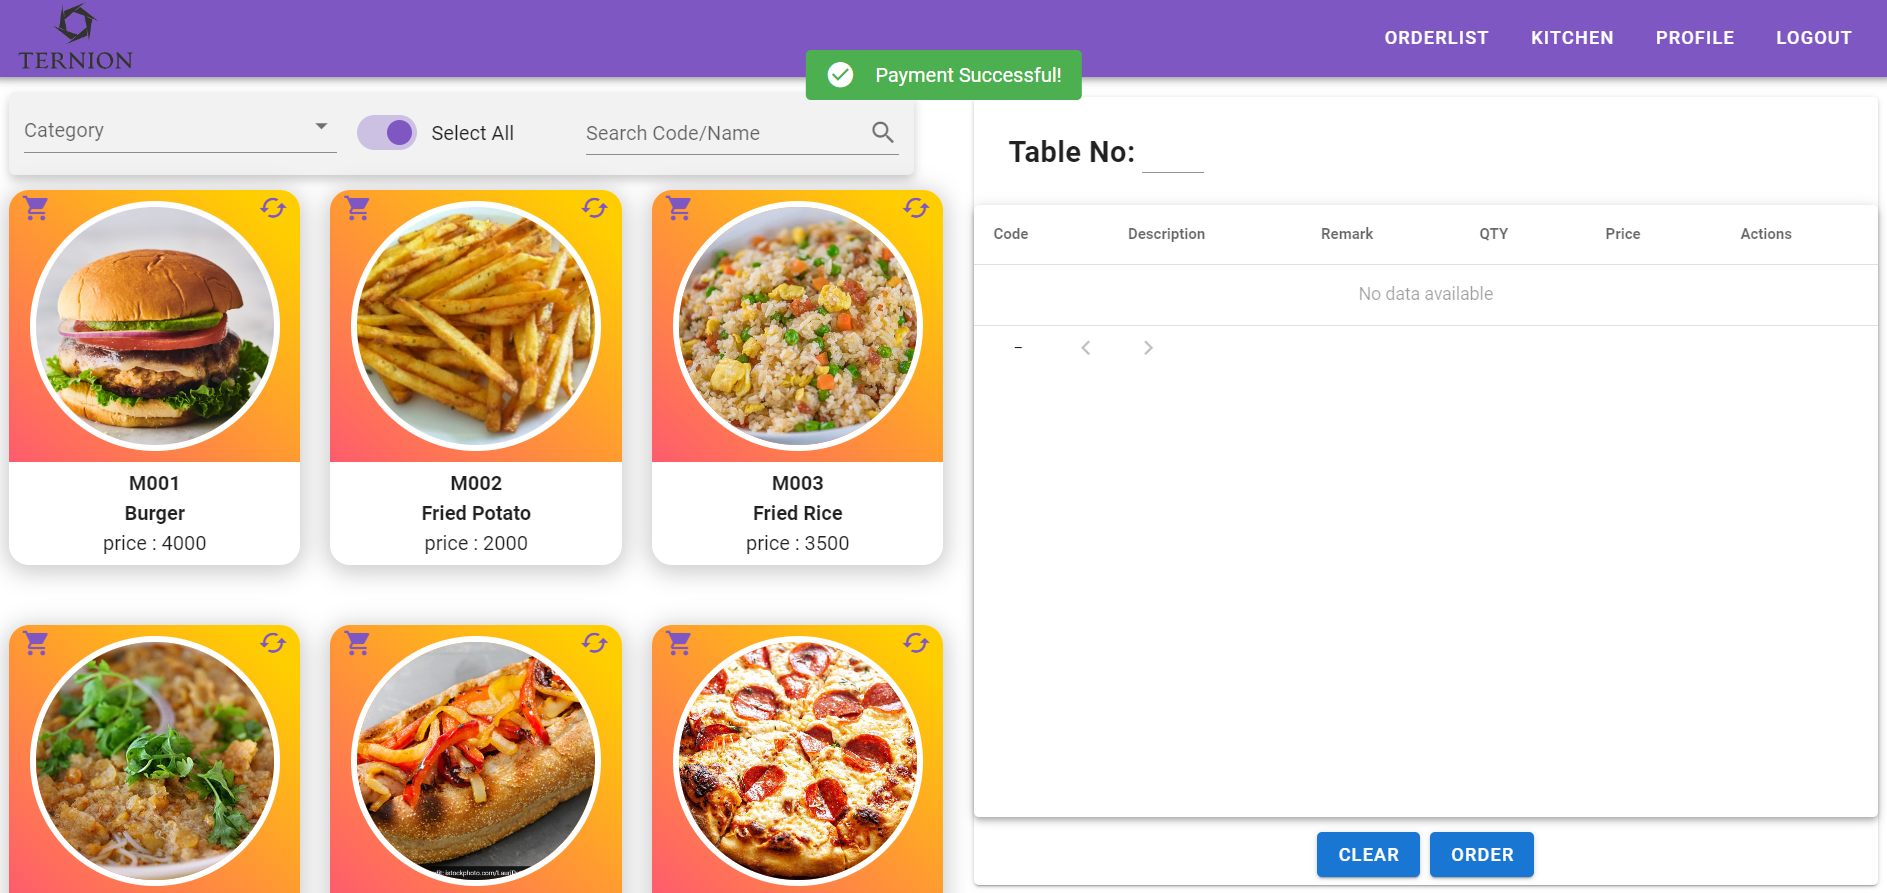 TERNION
ORDERLIST KITCHEN PROFILE LOGOUT
Payment Successful!
Category
Select All
Search Code/Name
M001
Burger
price : 4000
M002
Fried Potato
price : 2000
M003
Fried Rice
price : 3500
Table No:
Code Description Remark QTY Price Actions
No data available
–
CLEAR ORDER